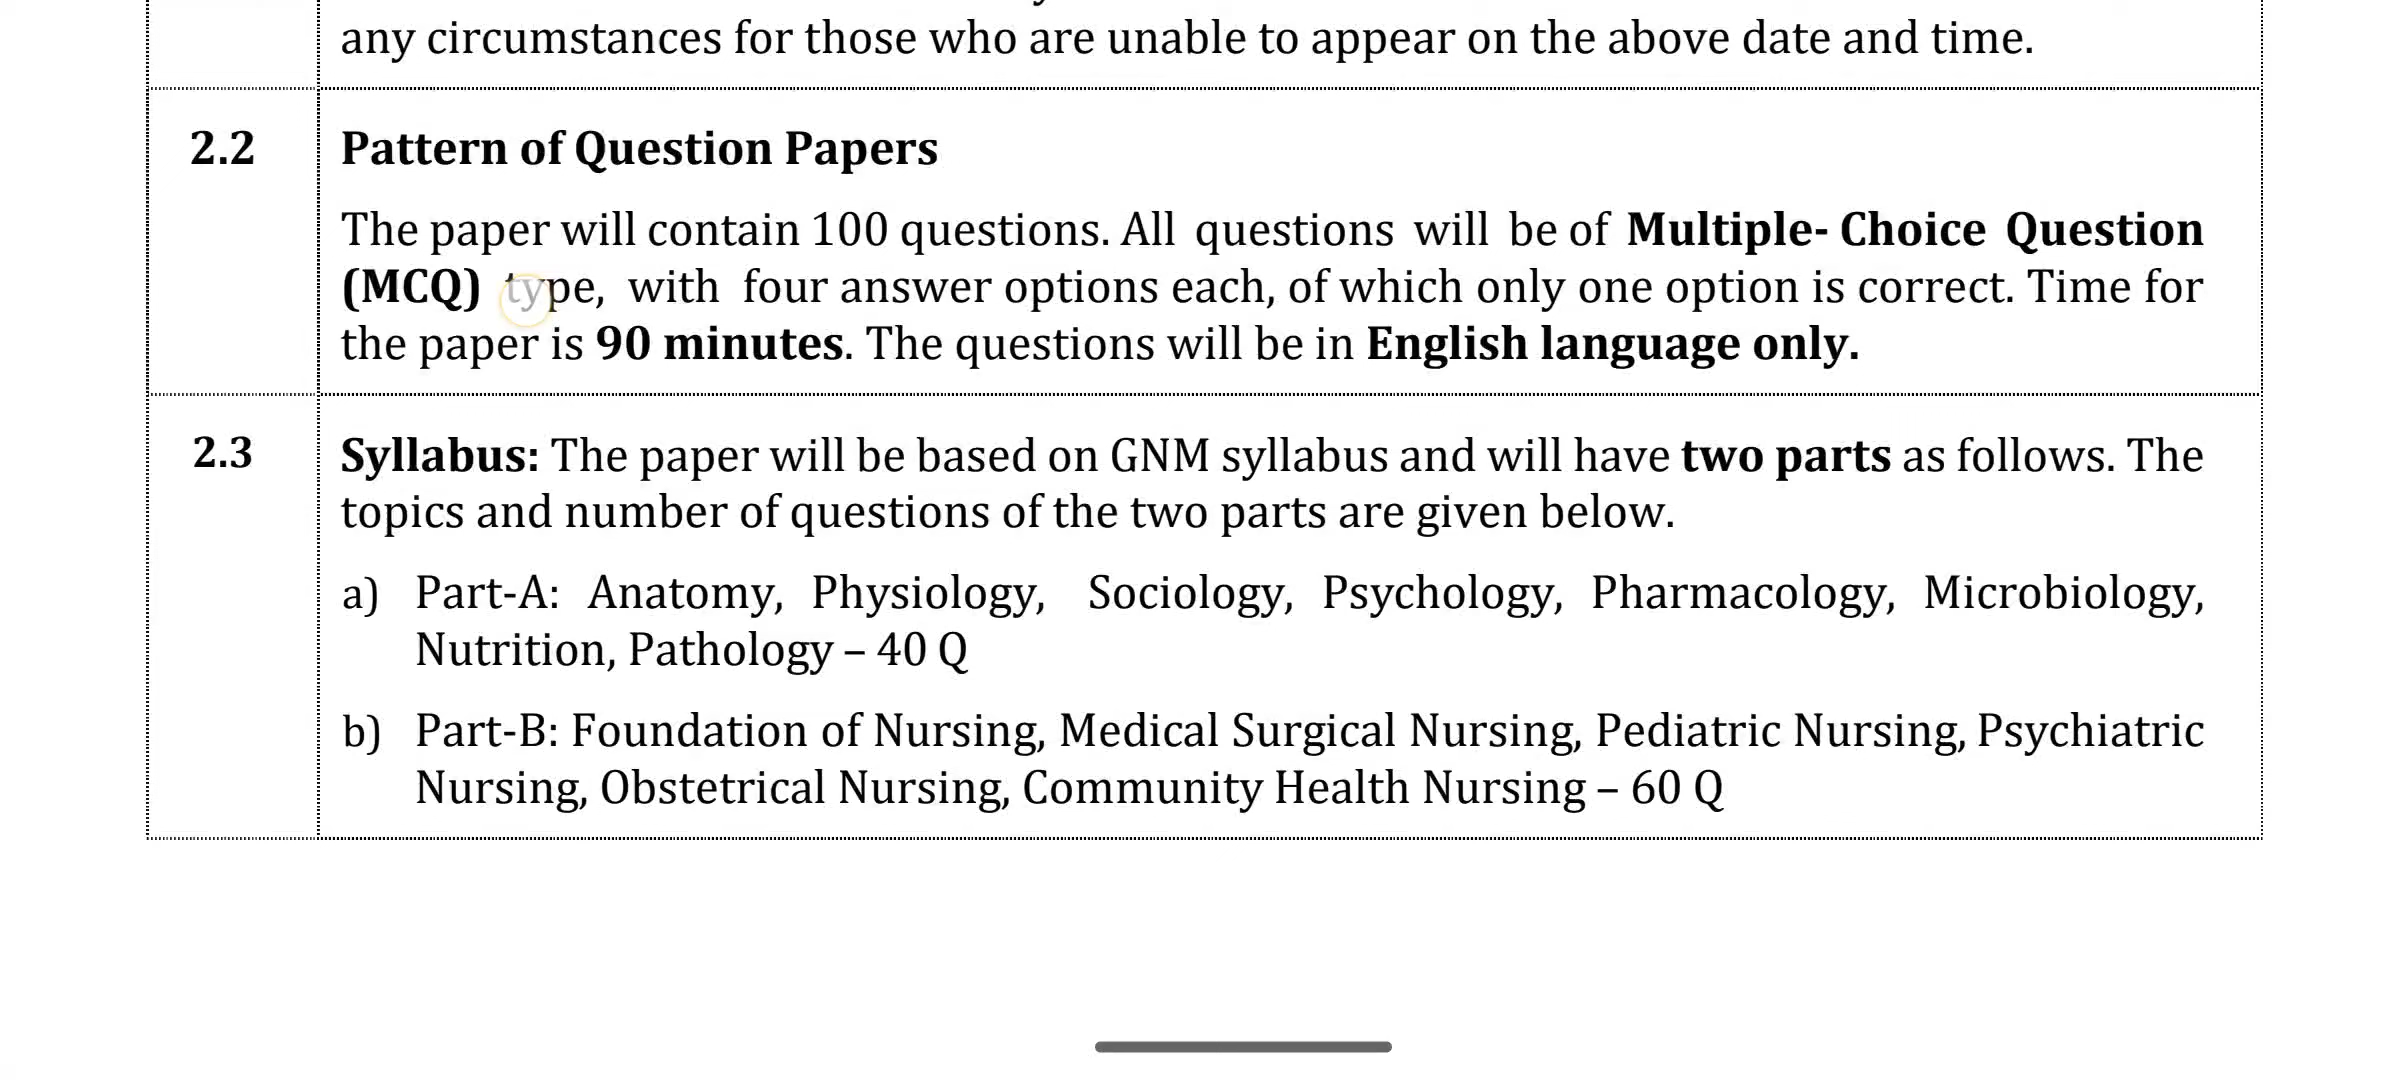 any circumstances for those who are unable to appear on the above date and time.
2.2 Pattern of Question Papers
The paper will contain 100 questions. All questions will be of Multiple- Choice Question
(MCQ) type, with four answer options each, of which only one option is correct. Time for
the paper is 90 minutes. The questions will be in English language only.
2.3 Syllabus: The paper will be based on GNM syllabus and will have two parts as follows. The
topics and number of questions of the two parts are given below.
a) Part-A: Anatomy, Physiology, Sociology, Psychology, Pharmacology, Microbiology,
Nutrition, Pathology – 40 Q
b) Part-B: Foundation of Nursing, Medical Surgical Nursing, Pediatric Nursing, Psychiatric
Nursing, Obstetrical Nursing, Community Health Nursing – 60 Q